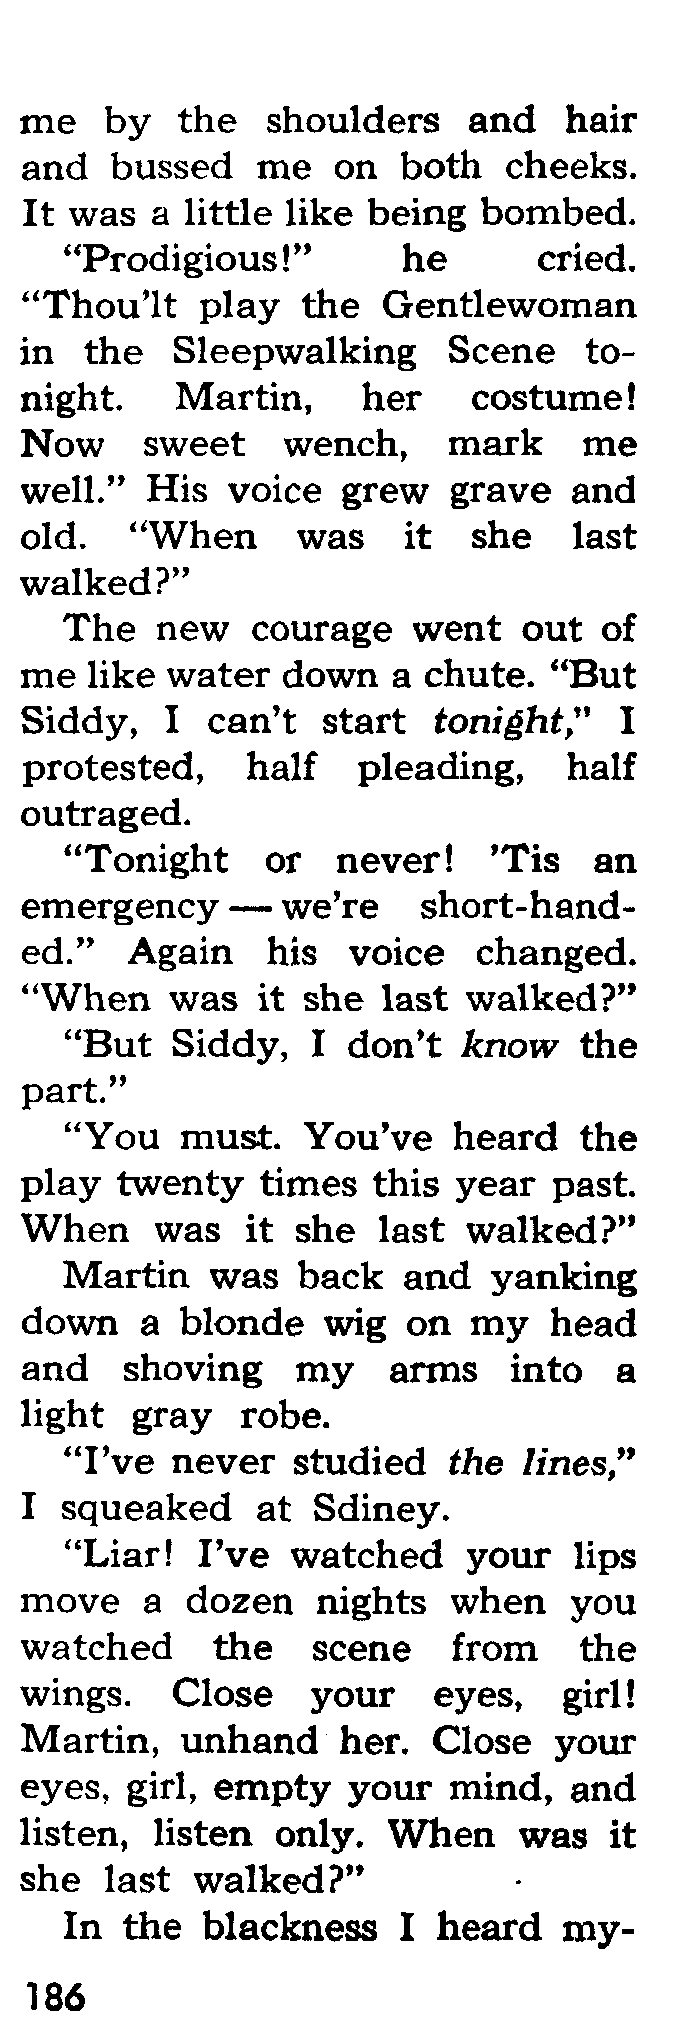 me by the shoulders and hair
and bussed me on both cheeks.
It was a little like being bombed.
“Prodigious!” he cried.
“Thou’lt play the Gentlewoman
in the Sleepwalking Scene to-
night. Martin, her costume!
Now sweet wench, mark me
well.” His voice grew grave and
old. “When was it she last
walked?”
The new courage went out of
me like water down a chute. “But
Siddy, I can’t start tonight,” I
protested, half pleading, half
outraged.
“Tonight or never! ’Tis an
emergency — we’re short-hand-
ed.” Again his voice changed.
“When was it she last walked?”
“But Siddy, I don’t know the
part.”
“You must. You’ve heard the
play twenty times this year past.
When was it she last walked?”
Martin was back and yanking
down a blonde wig on my head
and shoving my arms into a
light gray robe.
“I’ve never studied the lines,”
I squeaked at Sdiney.
“Liar! I’ve watched your lips
move a dozen nights when you
watched the scene from the
wings. Close your eyes, girl!
Martin, unhand her. Close your
eyes, girl, empty your mind, and
listen, listen only. When was it
she last walked?”
In the blackness I heard my-
186